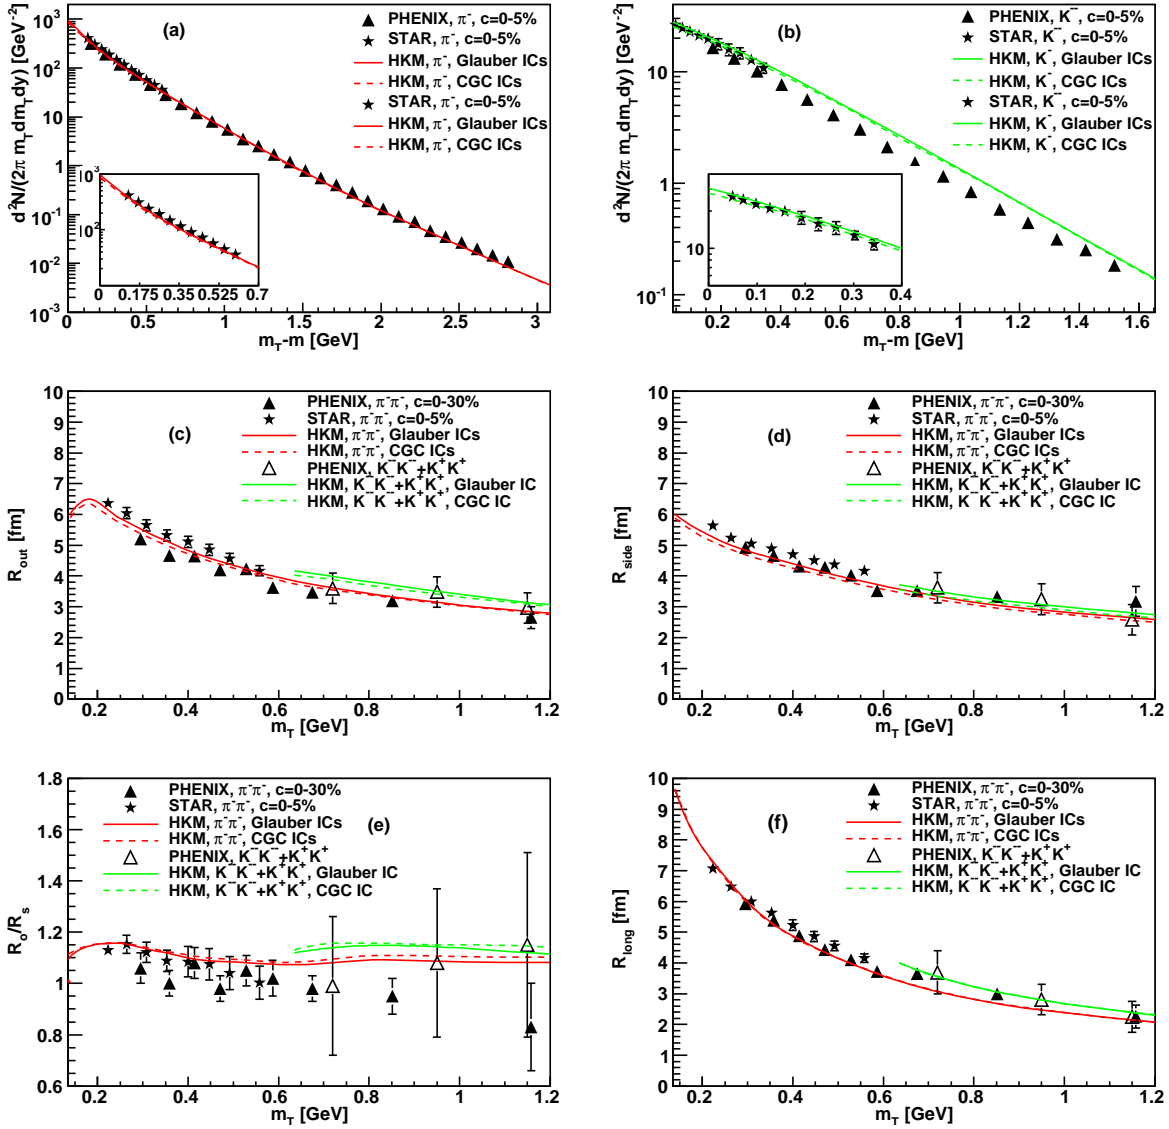 (a)
PHENIX, π⁻, c=0-5%
STAR, π⁻, c=0-5%
HKM, π⁻, Glauber ICs
HKM, π⁻, CGC ICs
STAR, π⁻, c=0-5%
HKM, π⁻, Glauber ICs
HKM, π⁻, CGC ICs
d²N/(2π m_T dm_T dy) [GeV⁻²]
10³
10²
10
1
10⁻¹
10⁻²
10⁻³
10³
10²
0 0.175 0.35 0.525 0.7
0 0.5 1 1.5 2 2.5 3
m_T-m [GeV]
(b)
PHENIX, K⁻, c=0-5%
STAR, K⁻, c=0-5%
HKM, K⁻, Glauber ICs
HKM, K⁻, CGC ICs
STAR, K⁻, c=0-5%
HKM, K⁻, Glauber ICs
HKM, K⁻, CGC ICs
d²N/(2π m_T dm_T dy) [GeV⁻²]
10
1
10⁻¹
10
0 0.1 0.2 0.3 0.4
0.2 0.4 0.6 0.8 1 1.2 1.4 1.6
m_T-m [GeV]
(c)
PHENIX, π⁻π⁻, c=0-30%
STAR, π⁻π⁻, c=0-5%
HKM, π⁻π⁻, Glauber ICs
HKM, π⁻π⁻, CGC ICs
PHENIX, K⁻K⁻+K⁺K⁺
HKM, K⁻K⁻+K⁺K⁺, Glauber IC
HKM, K⁻K⁻+K⁺K⁺, CGC IC
R_out [fm]
10
9
8
7
6
5
4
3
2
1
0
0.2 0.4 0.6 0.8 1 1.2
m_T [GeV]
(d)
PHENIX, π⁻π⁻, c=0-30%
STAR, π⁻π⁻, c=0-5%
HKM, π⁻π⁻, Glauber ICs
HKM, π⁻π⁻, CGC ICs
PHENIX, K⁻K⁻+K⁺K⁺
HKM, K⁻K⁻+K⁺K⁺, Glauber IC
HKM, K⁻K⁻+K⁺K⁺, CGC IC
R_side [fm]
10
9
8
7
6
5
4
3
2
1
0
0.2 0.4 0.6 0.8 1 1.2
m_T [GeV]
(e)
PHENIX, π⁻π⁻, c=0-30%
STAR, π⁻π⁻, c=0-5%
HKM, π⁻π⁻, Glauber ICs
HKM, π⁻π⁻, CGC ICs
PHENIX, K⁻K⁻+K⁺K⁺
HKM, K⁻K⁻+K⁺K⁺, Glauber IC
HKM, K⁻K⁻+K⁺K⁺, CGC IC
R_o/R_s
1.8
1.6
1.4
1.2
1
0.8
0.6
0.2 0.4 0.6 0.8 1 1.2
m_T [GeV]
(f)
PHENIX, π⁻π⁻, c=0-30%
STAR, π⁻π⁻, c=0-5%
HKM, π⁻π⁻, Glauber ICs
HKM, π⁻π⁻, CGC ICs
PHENIX, K⁻K⁻+K⁺K⁺
HKM, K⁻K⁻+K⁺K⁺, Glauber IC
HKM, K⁻K⁻+K⁺K⁺, CGC IC
R_long [fm]
10
9
8
7
6
5
4
3
2
1
0
0.2 0.4 0.6 0.8 1 1.2
m_T [GeV]